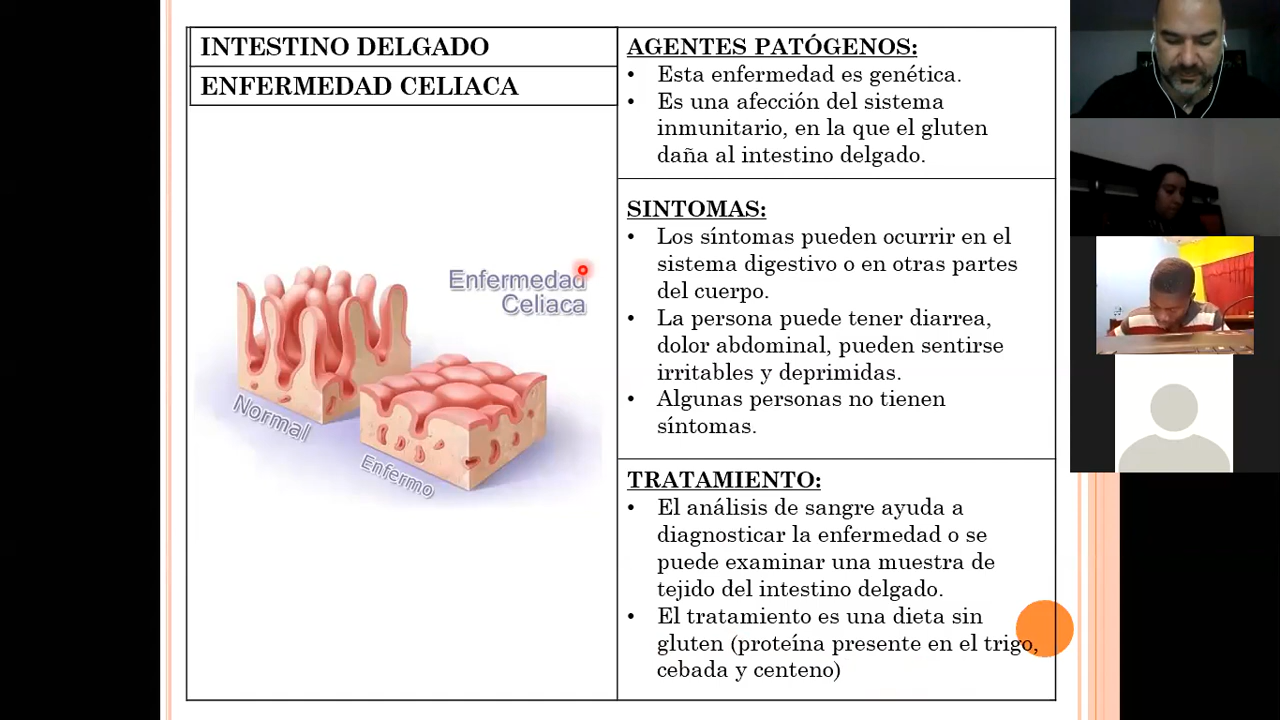 INTESTINO DELGADO
ENFERMEDAD CELIACA
Enfermedad
Celiaca
Normal
Enfermo
AGENTES PATÓGENOS:
• Esta enfermedad es genética.
• Es una afección del sistema
inmunitario, en la que el gluten
daña al intestino delgado.
SINTOMAS:
• Los síntomas pueden ocurrir en el
sistema digestivo o en otras partes
del cuerpo.
• La persona puede tener diarrea,
dolor abdominal, pueden sentirse
irritables y deprimidas.
• Algunas personas no tienen
síntomas.
TRATAMIENTO:
• El análisis de sangre ayuda a
diagnosticar la enfermedad o se
puede examinar una muestra de
tejido del intestino delgado.
• El tratamiento es una dieta sin
gluten (proteína presente en el trigo,
cebada y centeno)